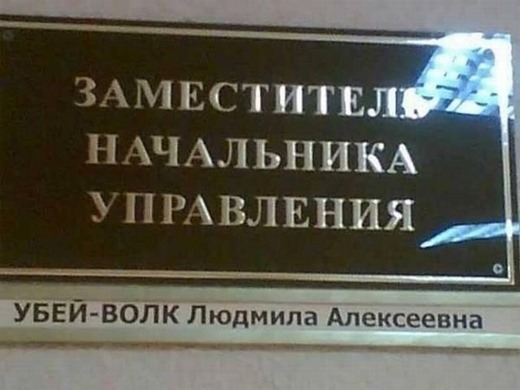 ЗАМЕСТИТЕЛЬ
НАЧАЛЬНИКА
УПРАВЛЕНИЯ
УБЕЙ-ВОЛК Людмила Алексеевна